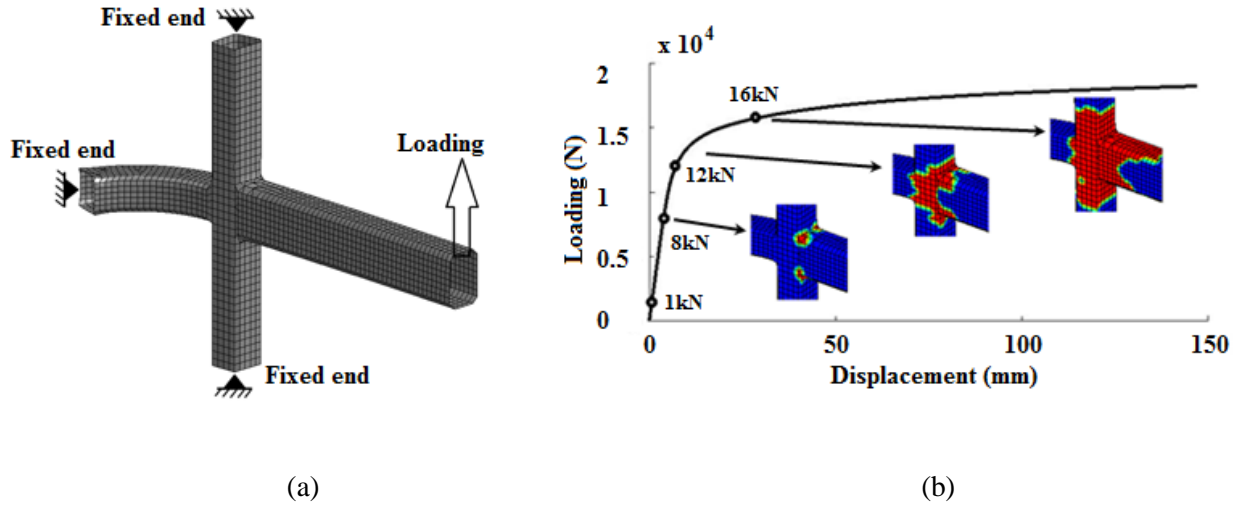 Fixed end
Fixed end
Loading
Fixed end
(a)
x 10^4
2
1.5
1
0.5
0
Loading (N)
16kN
12kN
8kN
1kN
0
50
100
150
Displacement (mm)
(b)